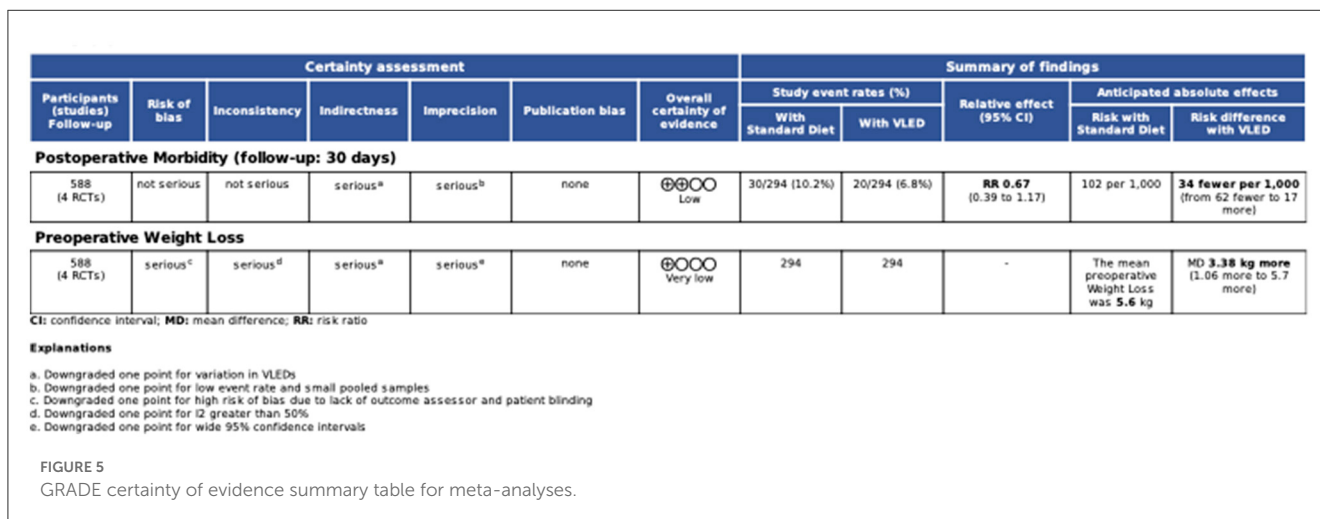 Certainty assessment
Summary of findings
Participants (studies) Follow-up
Risk of bias
Inconsistency
Indirectness
Imprecision
Publication bias
Overall certainty of evidence
Study event rates (%)
With Standard Diet
With VLED
Relative effect (95% CI)
Anticipated absolute effects
Risk with Standard Diet
Risk difference with VLED
Postoperative Morbidity (follow-up: 30 days)
588 (4 RCTs)
not serious
not serious
serious^a
serious^b
none
⊕⊕○○ Low
30/294 (10.2%)
20/294 (6.8%)
RR 0.67 (0.39 to 1.17)
102 per 1,000
34 fewer per 1,000 (from 62 fewer to 17 more)
Preoperative Weight Loss
588 (4 RCTs)
serious^c
serious^d
serious^a
serious^e
none
⊕○○○ Very low
294
294
-
The mean preoperative Weight Loss was 5.6 kg
MD 3.38 kg more (1.06 more to 5.7 more)
CI: confidence interval; MD: mean difference; RR: risk ratio
Explanations
a. Downgraded one point for variation in VLEDs
b. Downgraded one point for low event rate and small pooled samples
c. Downgraded one point for high risk of bias due to lack of outcome assessor and patient blinding
d. Downgraded one point for I2 greater than 50%
e. Downgraded one point for wide 95% confidence intervals
FIGURE 5
GRADE certainty of evidence summary table for meta-analyses.